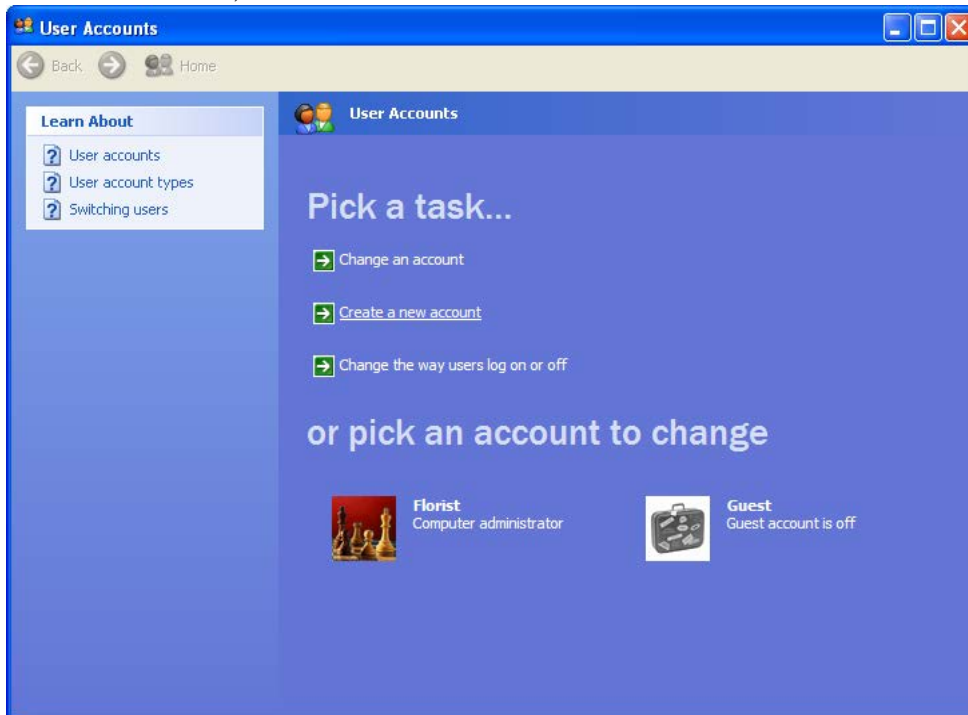 User Accounts
Back Home
Learn About
User accounts
User account types
Switching users
User Accounts
Pick a task...
Change an account
Create a new account
Change the way users log on or off
or pick an account to change
Florist
Computer administrator
Guest
Guest account is off